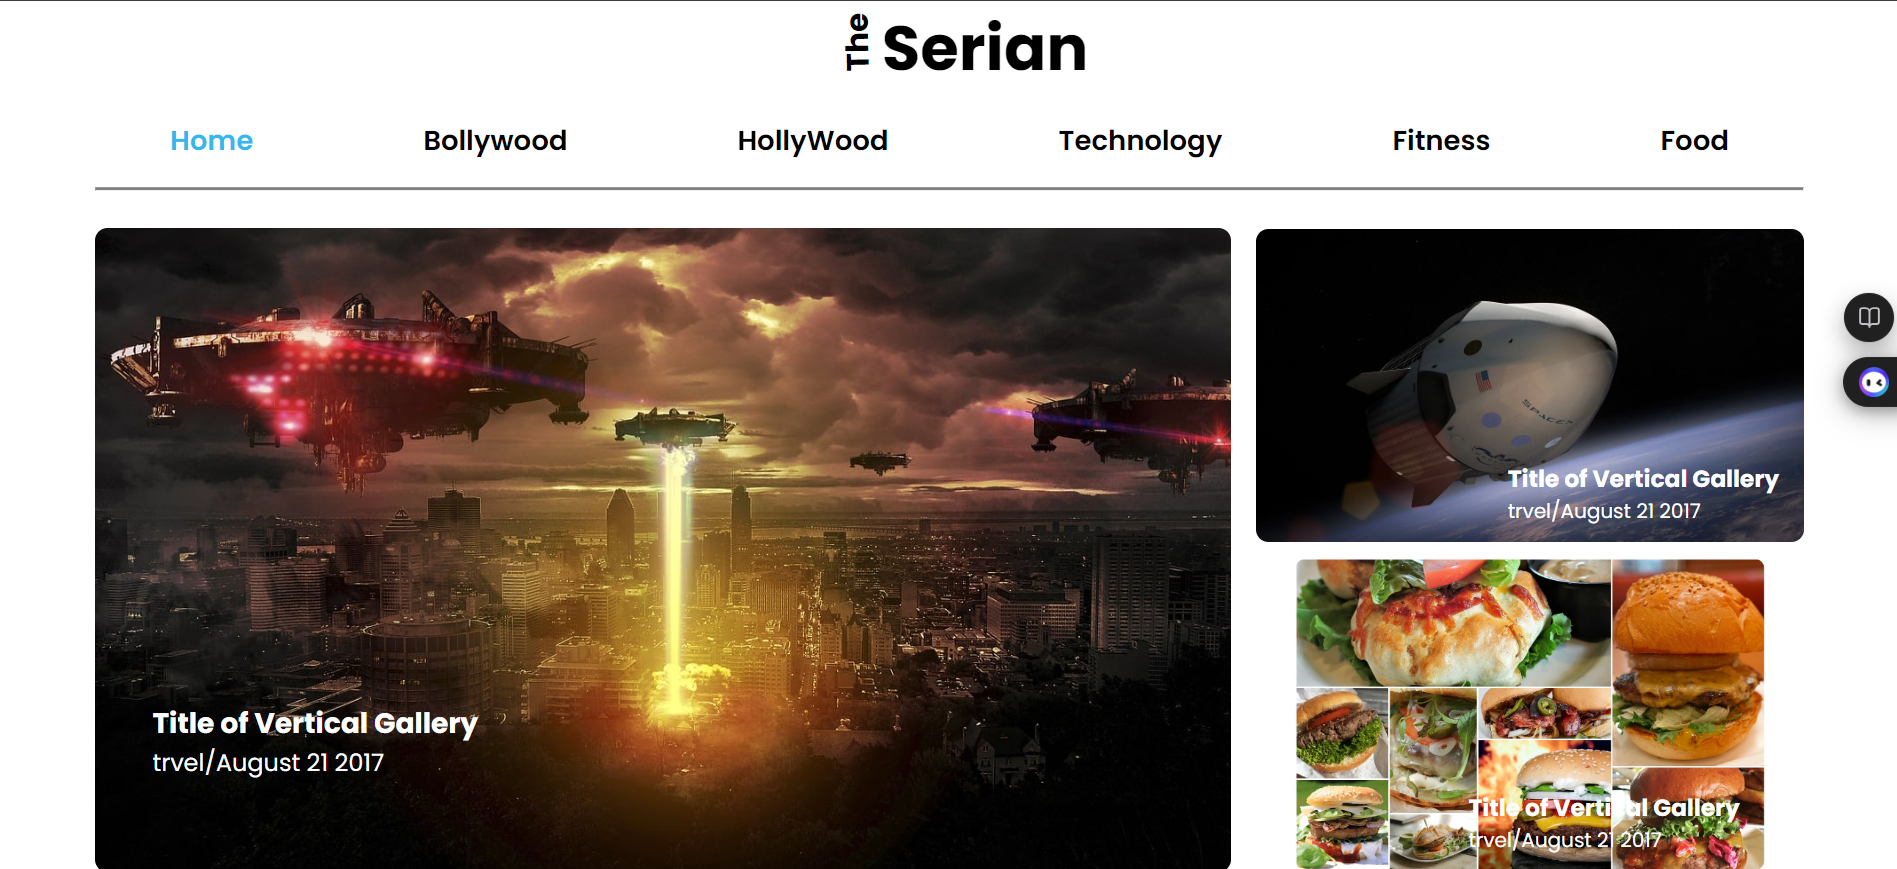 The Serian
Home Bollywood HollyWood Technology Fitness Food
Title of Vertical Gallery
trvel/August 21 2017
SPACEX
Title of Vertical Gallery
trvel/August 21 2017
Title of Vertical Gallery
trvel/August 21 2017